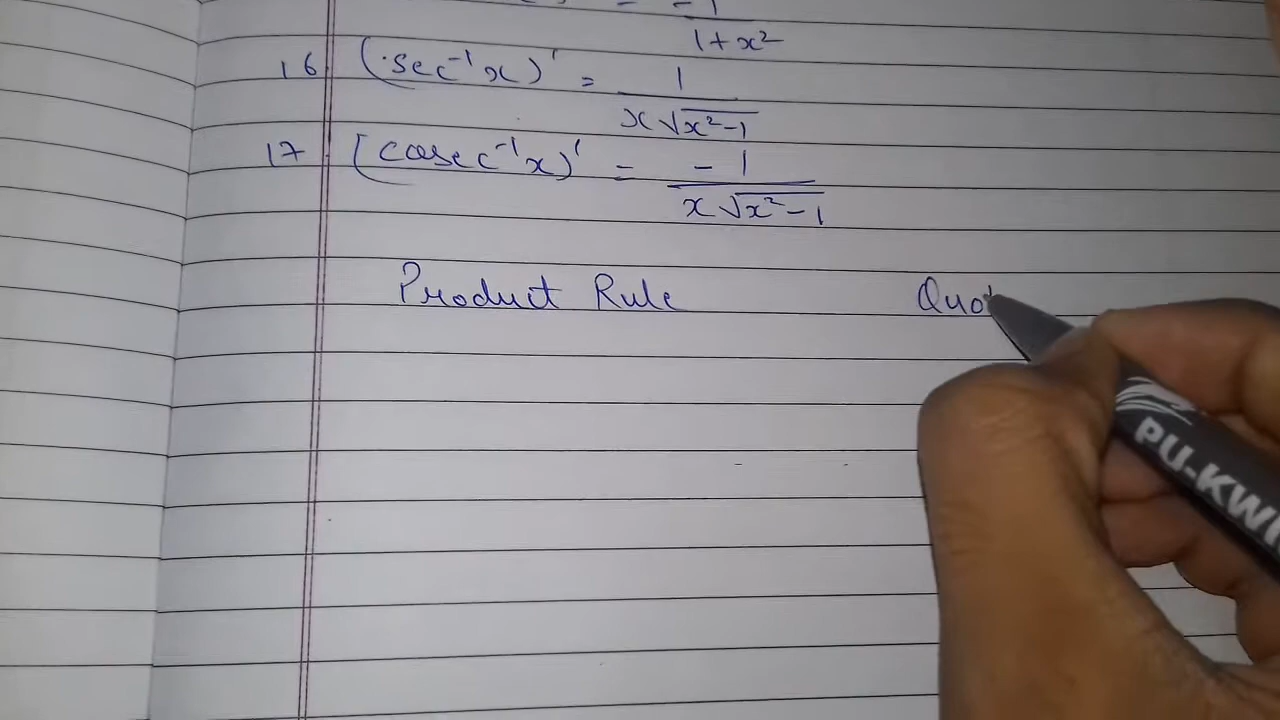 = -1/(1+x²)
16 (sec⁻¹x)' = 1/(x√(x²-1))
17 (cosec⁻¹x)' = -1/(x√(x²-1))
Product Rule Quo
PU-KW